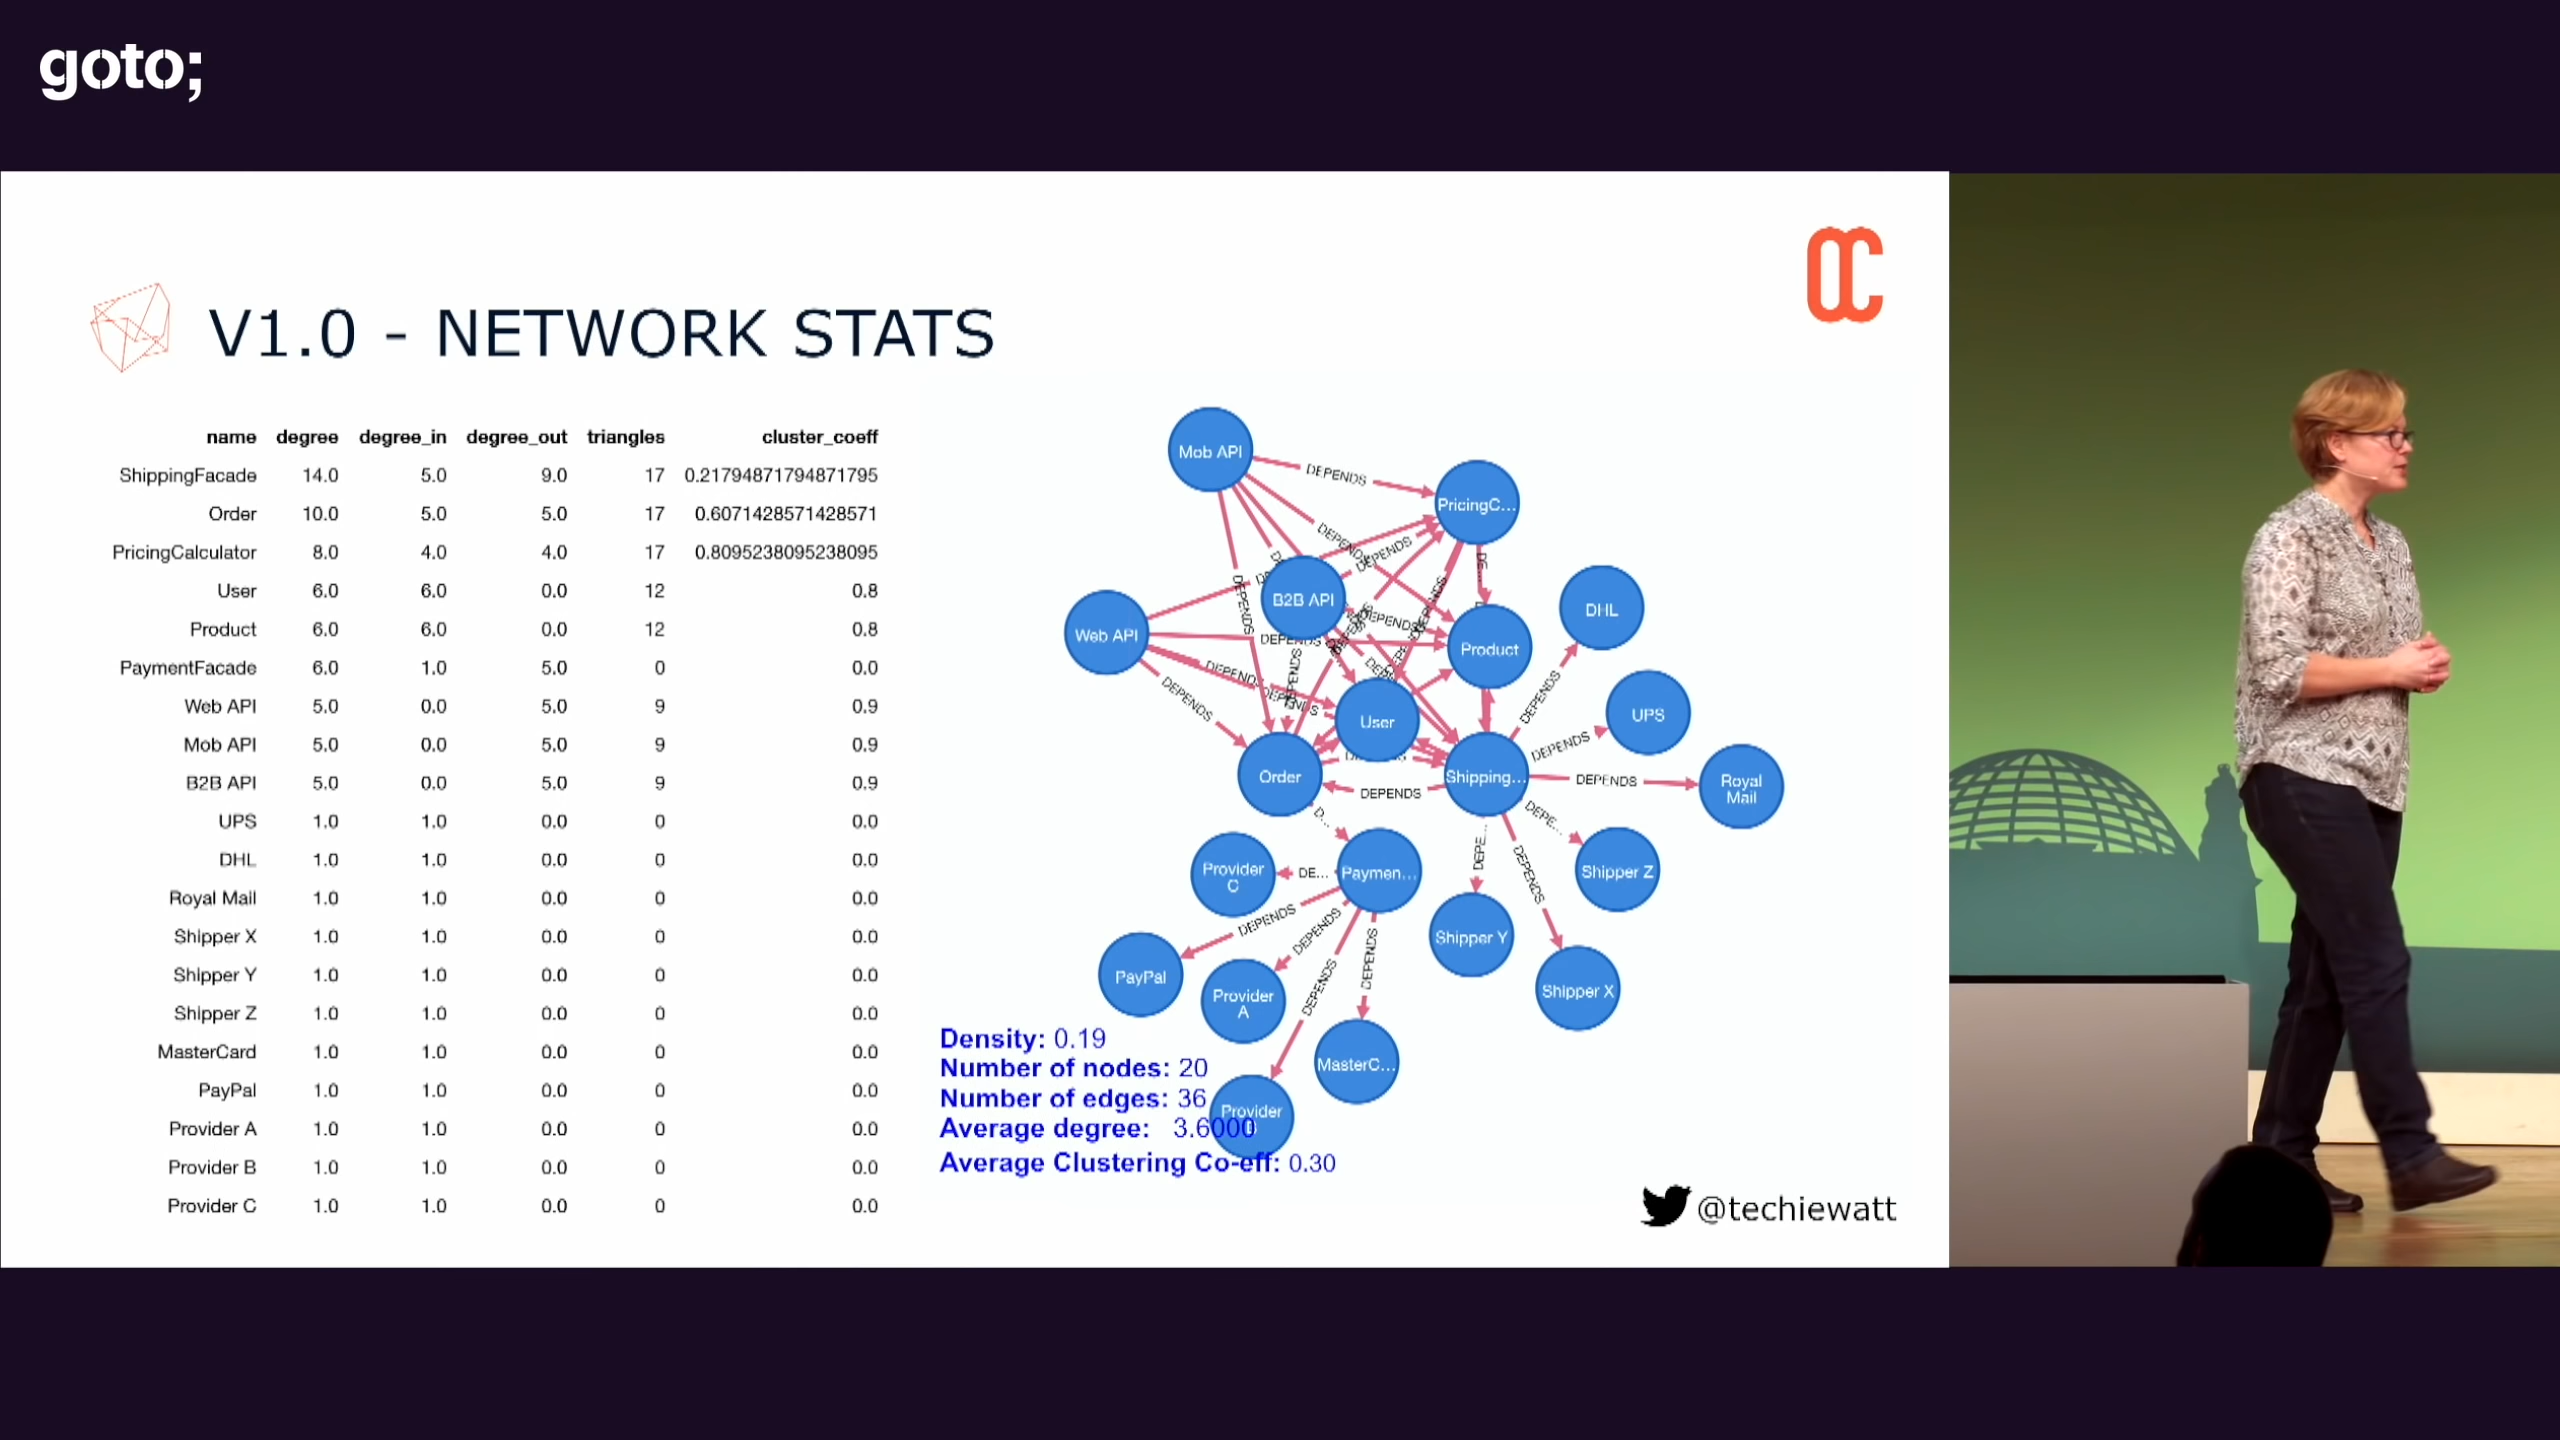 goto;
V1.0 - NETWORK STATS
name degree degree_in degree_out triangles cluster_coeff
ShippingFacade 14.0 5.0 9.0 17 0.21794871794871795
Order 10.0 5.0 5.0 17 0.6071428571428571
PricingCalculator 8.0 4.0 4.0 17 0.8095238095238095
User 6.0 6.0 0.0 12 0.8
Product 6.0 6.0 0.0 12 0.8
PaymentFacade 6.0 1.0 5.0 0 0.0
Web API 5.0 0.0 5.0 9 0.9
Mob API 5.0 0.0 5.0 9 0.9
B2B API 5.0 0.0 5.0 9 0.9
UPS 1.0 1.0 0.0 0 0.0
DHL 1.0 1.0 0.0 0 0.0
Royal Mail 1.0 1.0 0.0 0 0.0
Shipper X 1.0 1.0 0.0 0 0.0
Shipper Y 1.0 1.0 0.0 0 0.0
Shipper Z 1.0 1.0 0.0 0 0.0
MasterCard 1.0 1.0 0.0 0 0.0
PayPal 1.0 1.0 0.0 0 0.0
Provider A 1.0 1.0 0.0 0 0.0
Provider B 1.0 1.0 0.0 0 0.0
Provider C 1.0 1.0 0.0 0 0.0
Mob API
DEPENDS
PricingC...
DEPENDS
DEPENDS
B2B API
DHL
Web API
DEPENDS
Product
DEPENDS
DEPENDS
User
UPS
DEPENDS
DEPENDS
Order
Shipping...
DEPENDS
Royal
Mail
DEPENDS
D...
DEPE...
DEPE...
Provider
C
DE...
Paymen...
DEPENDS
Shipper Z
DEPENDS
DEPENDS
DEPENDS
Shipper Y
PayPal
Provider
A
DEPENDS
Shipper X
MasterC...
Provider
Density: 0.19
Number of nodes: 20
Number of edges: 36
Average degree: 3.6000
Average Clustering Co-eff: 0.30
@techiewatt